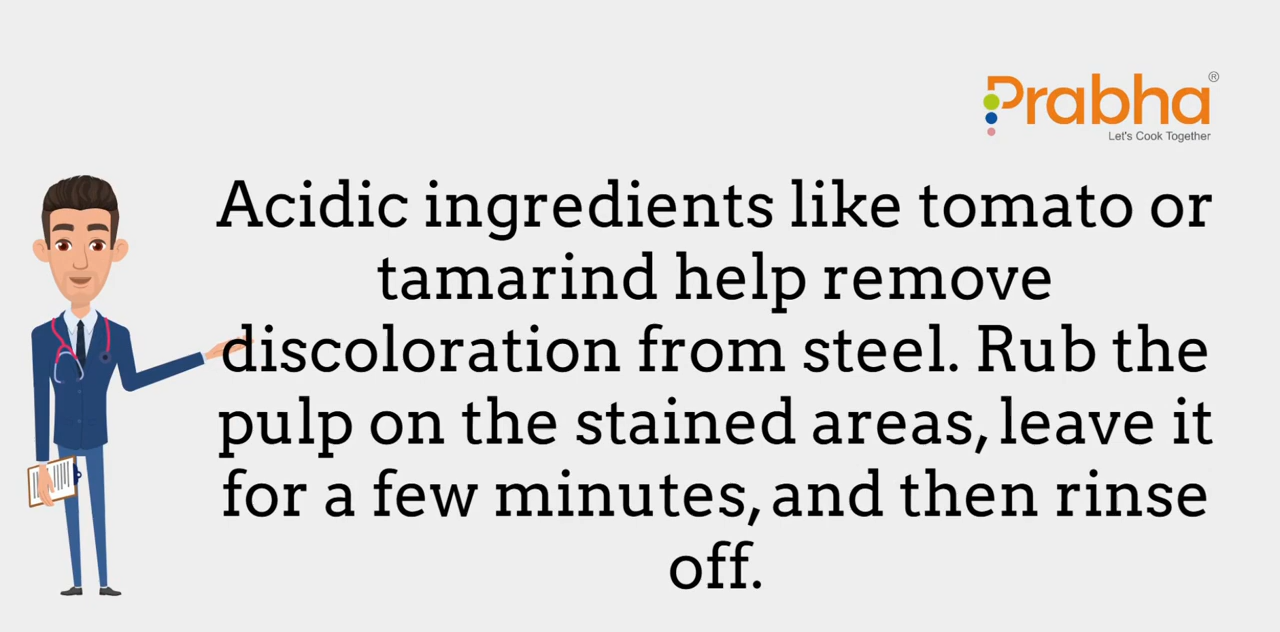 Prabha®
Let's Cook Together
Acidic ingredients like tomato or
tamarind help remove
discoloration from steel. Rub the
pulp on the stained areas, leave it
for a few minutes, and then rinse
off.